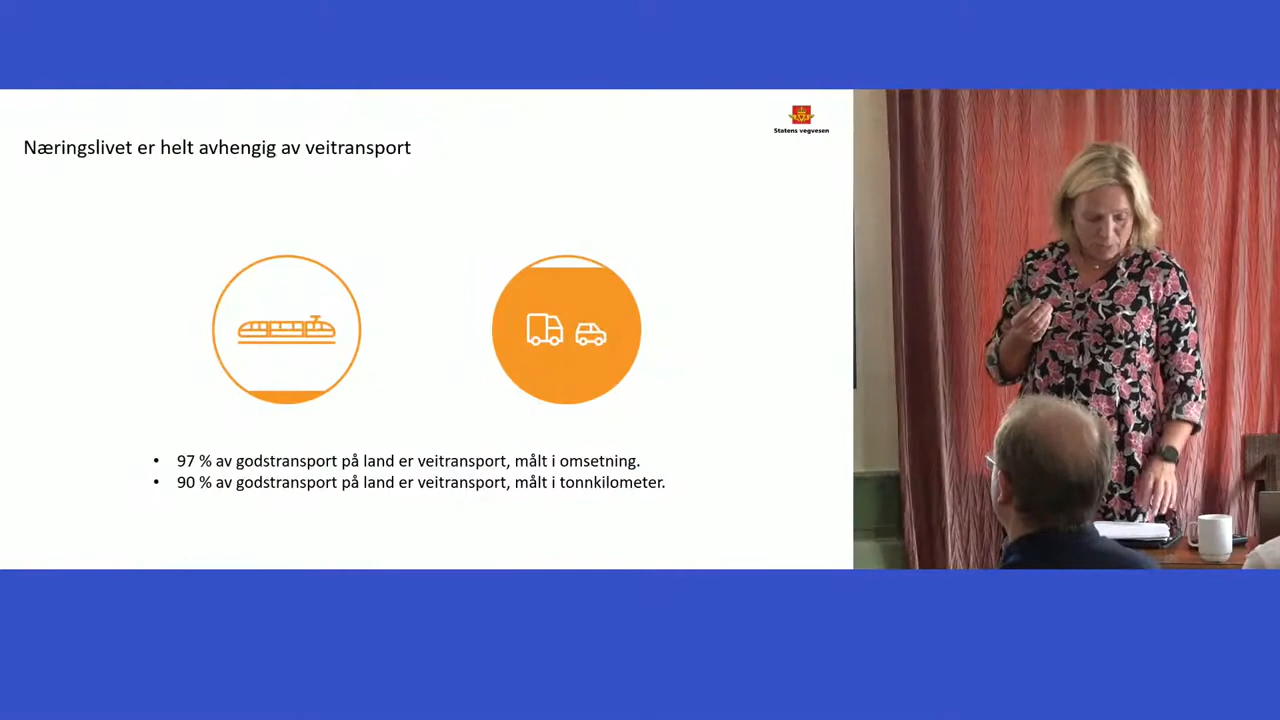 Statens vegvesen
Næringslivet er helt avhengig av veitransport
• 97 % av godstransport på land er veitransport, målt i omsetning.
• 90 % av godstransport på land er veitransport, målt i tonnkilometer.